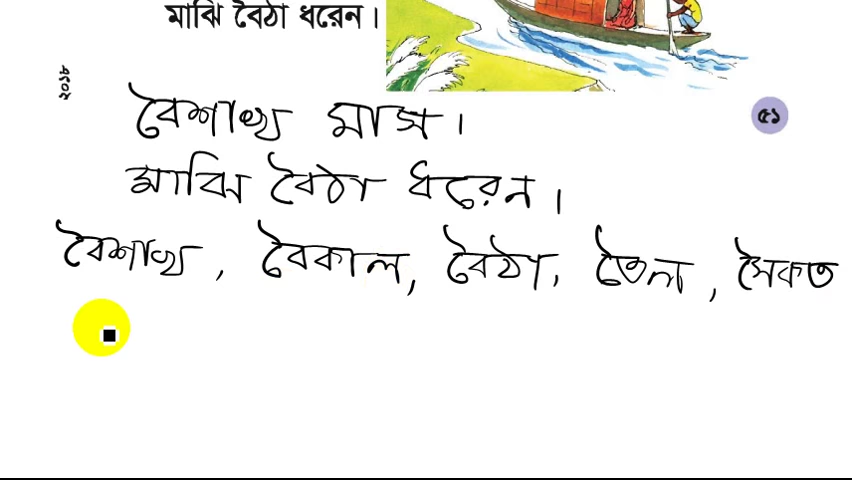 মাঝি বৈঠা ধরেন।
২০১৮
৫১
বৈশাখ মাস।
মাঝি বৈঠা ধরেন।
বৈশাখ, বৈকাল, বৈঠা, তৈল, সৈকত